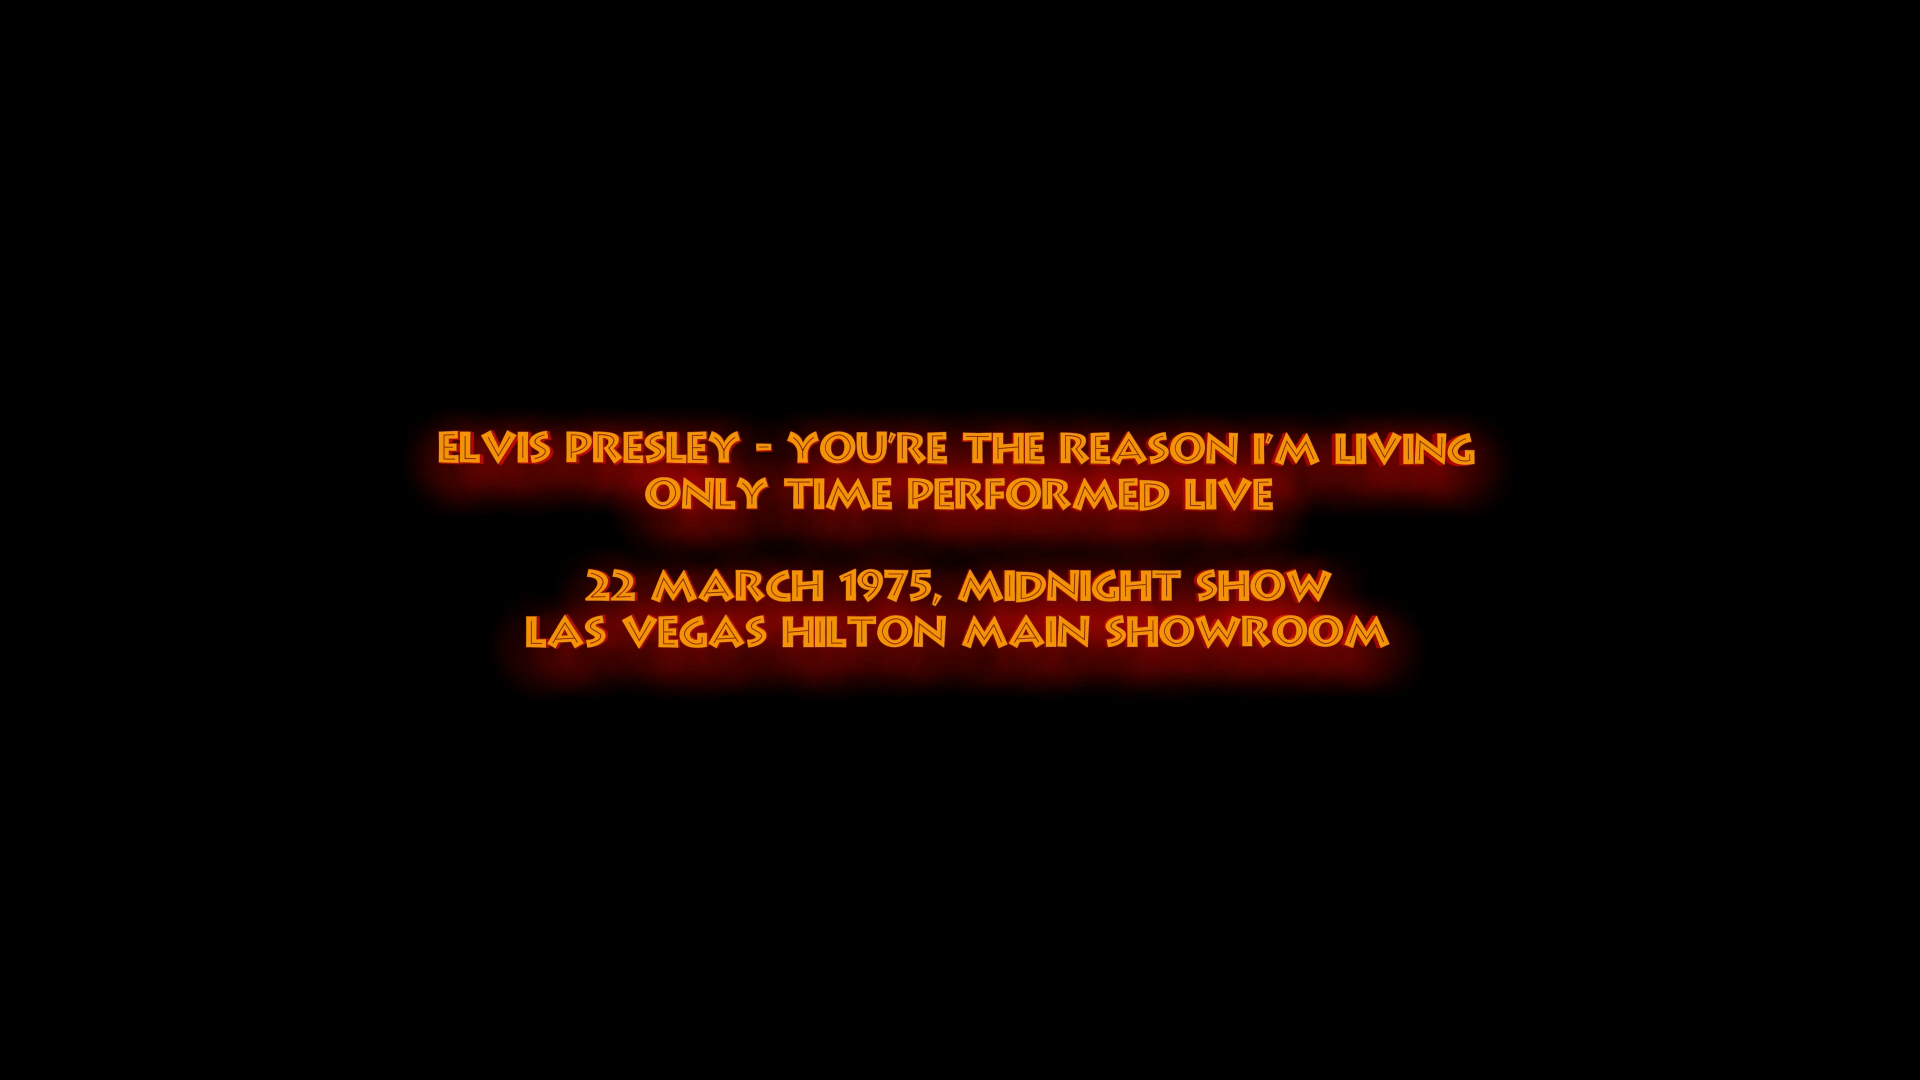 ELVIS PRESLEY - YOU'RE THE REASON I'M LIVING
ONLY TIME PERFORMED LIVE
22 MARCH 1975, MIDNIGHT SHOW
LAS VEGAS HILTON MAIN SHOWROOM